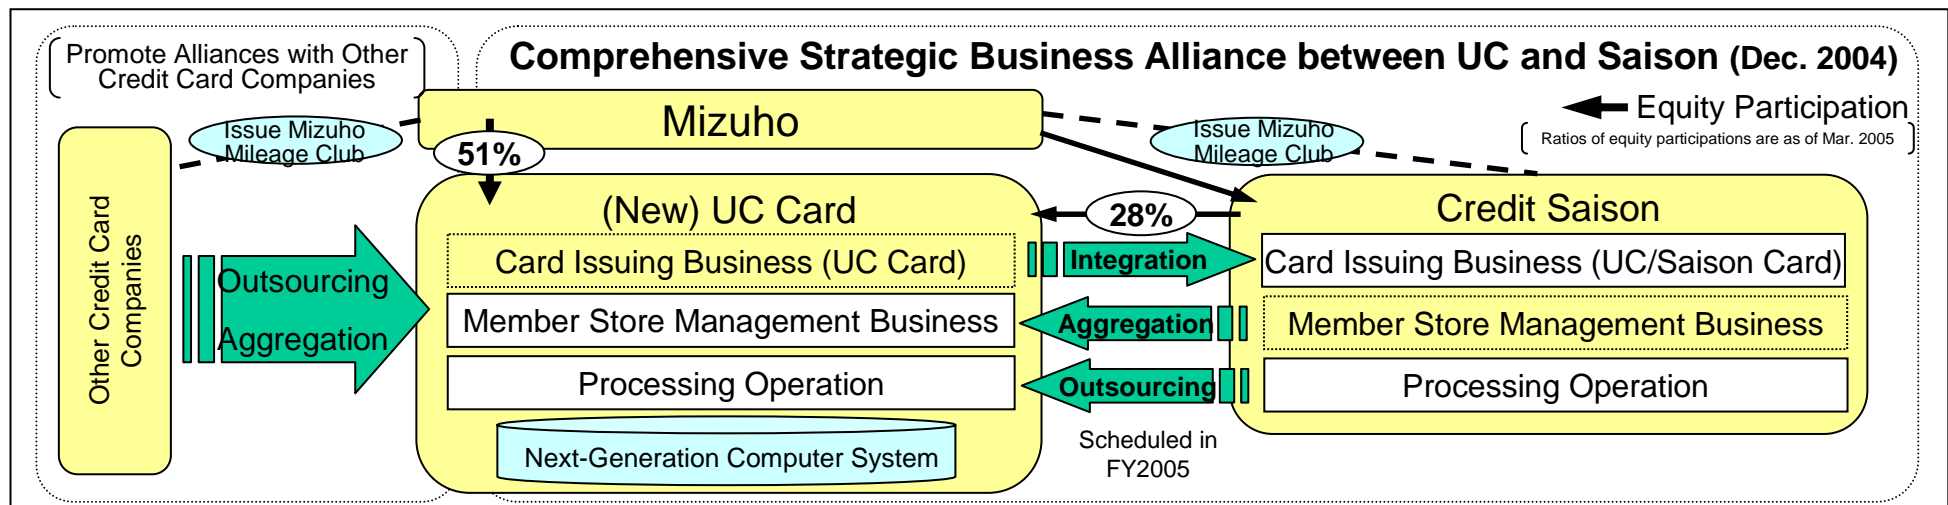 Promote Alliances with Other
Credit Card Companies
Comprehensive Strategic Business Alliance between UC and Saison (Dec. 2004)
Equity Participation
Ratios of equity participations are as of Mar. 2005
Mizuho
Issue Mizuho
Mileage Club
51%
Issue Mizuho
Mileage Club
Other Credit Card
Companies
Outsourcing
Aggregation
(New) UC Card
28%
Credit Saison
Card Issuing Business (UC Card)
Integration
Card Issuing Business (UC/Saison Card)
Member Store Management Business
Aggregation
Member Store Management Business
Processing Operation
Outsourcing
Processing Operation
Next-Generation Computer System
Scheduled in
FY2005